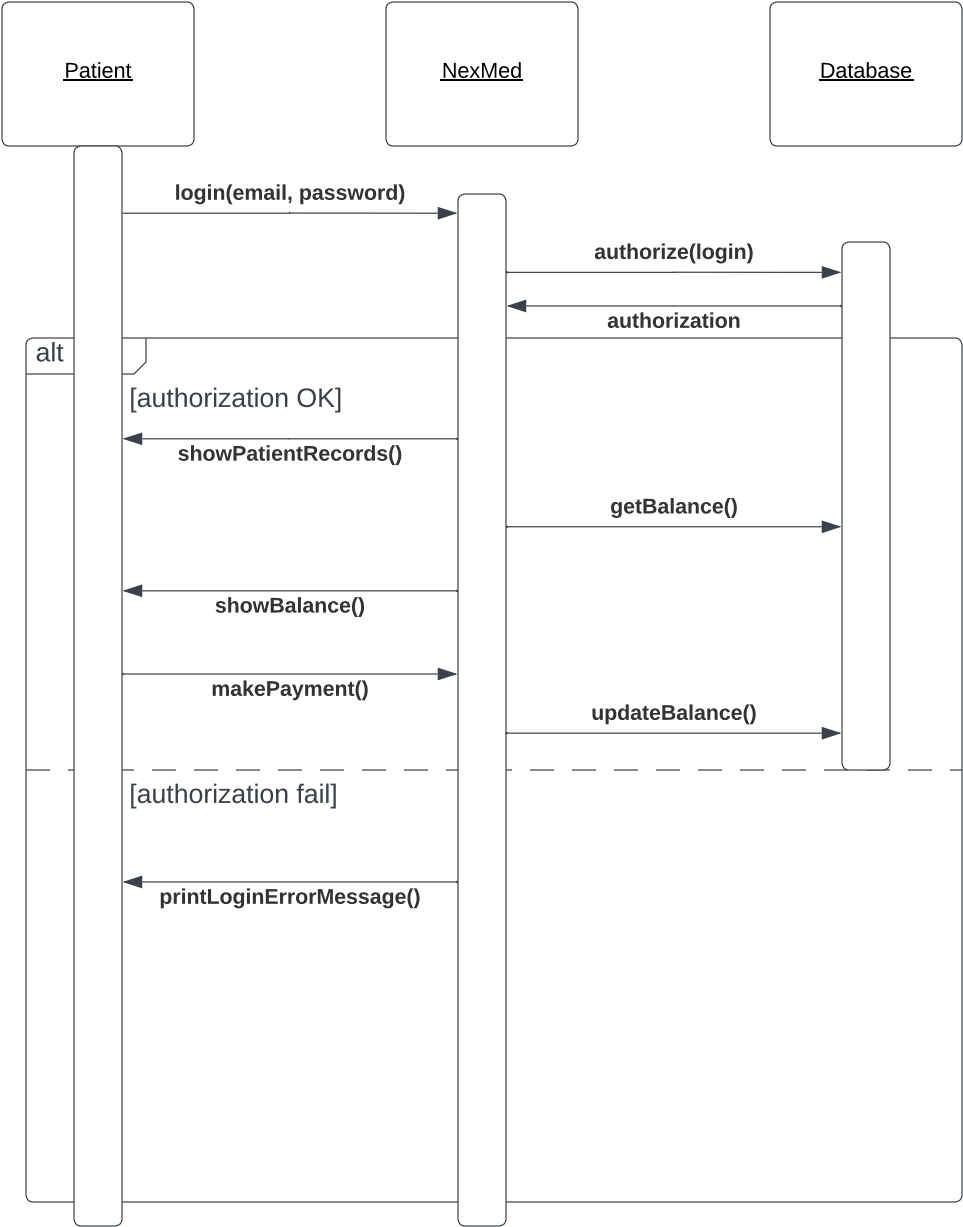 Patient
NexMed
Database
login(email, password)
authorize(login)
authorization
alt
[authorization OK]
showPatientRecords()
getBalance()
showBalance()
makePayment()
updateBalance()
[authorization fail]
printLoginErrorMessage()